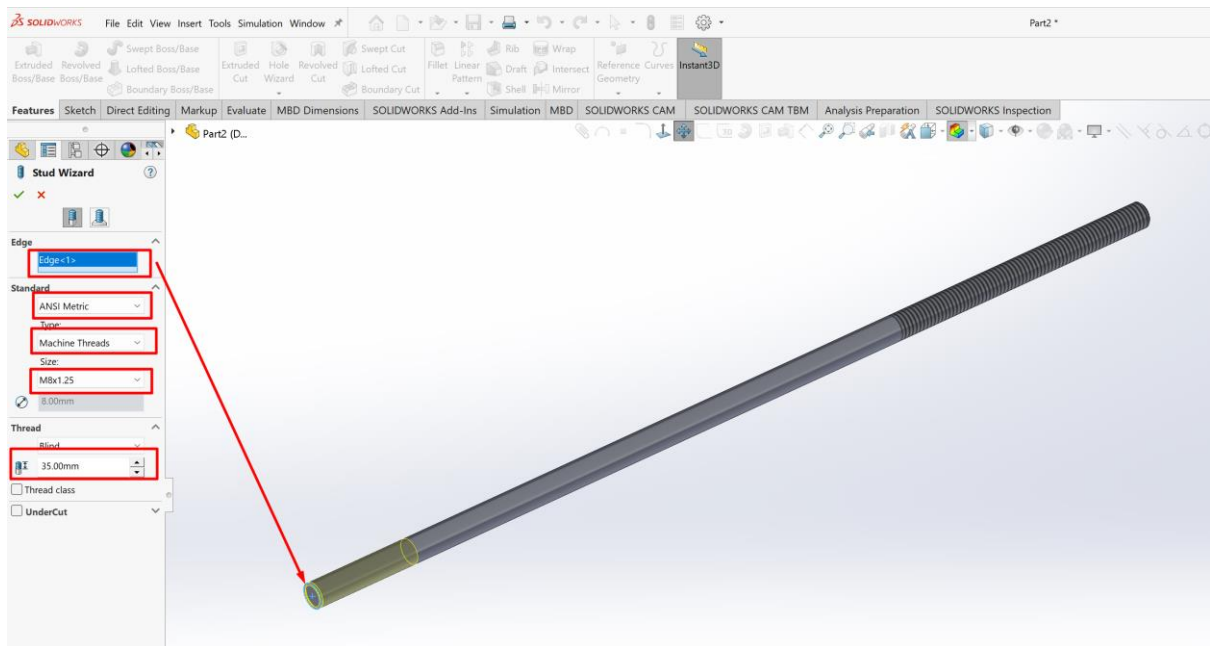 SOLIDWORKS File Edit View Insert Tools Simulation Window Part2 *
Extruded Boss/Base
Revolved Boss/Base
Swept Boss/Base
Lofted Boss/Base
Boundary Boss/Base
Extruded Cut
Hole Wizard
Revolved Cut
Swept Cut
Lofted Cut
Boundary Cut
Fillet
Linear Pattern
Rib
Draft
Shell
Wrap
Intersect
Mirror
Reference Geometry
Curves
Instant3D
Features Sketch Direct Editing Markup Evaluate MBD Dimensions SOLIDWORKS Add-Ins Simulation MBD SOLIDWORKS CAM SOLIDWORKS CAM TBM Analysis Preparation SOLIDWORKS Inspection
Part2 (D...
Stud Wizard
Edge
Edge<1>
Standard
ANSI Metric
Type:
Machine Threads
Size:
M8x1.25
8.00mm
Thread
Blind
35.00mm
Thread class
UnderCut